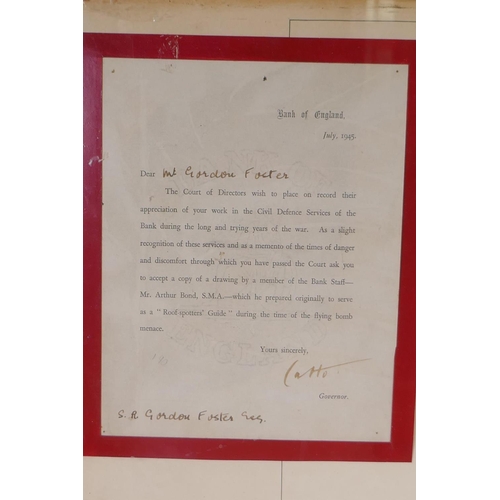 Bank of England,
July, 1945.
Dear Mr Gordon Foster
The Court of Directors wish to place on record their
appreciation of your work in the Civil Defence Services of the
Bank during the long and trying years of the war. As a slight
recognition of these services and as a memento of the times of danger
and discomfort through which you have passed the Court ask you
to accept a copy of a drawing by a member of the Bank Staff—
Mr. Arthur Bond, S.M.A.—which he prepared originally to serve
as a "Roof-spotters' Guide" during the time of the flying bomb
menace.
Yours sincerely,
Catto
Governor.
S. R. Gordon Foster Esq.